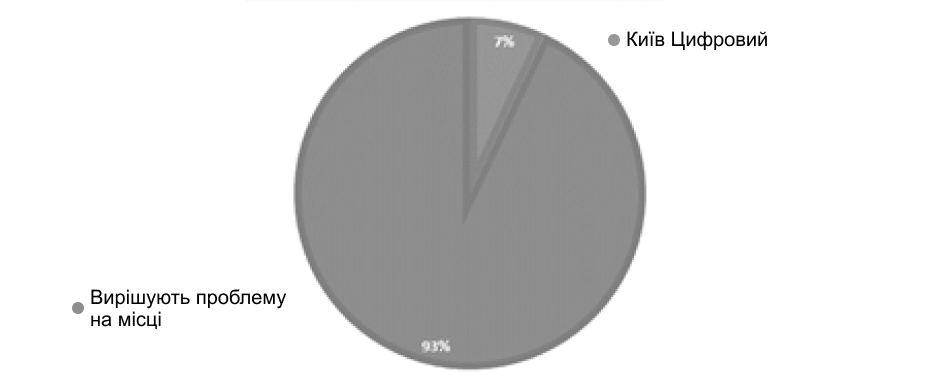 7%
Київ Цифровий
Вирішують проблему
на місці
93%